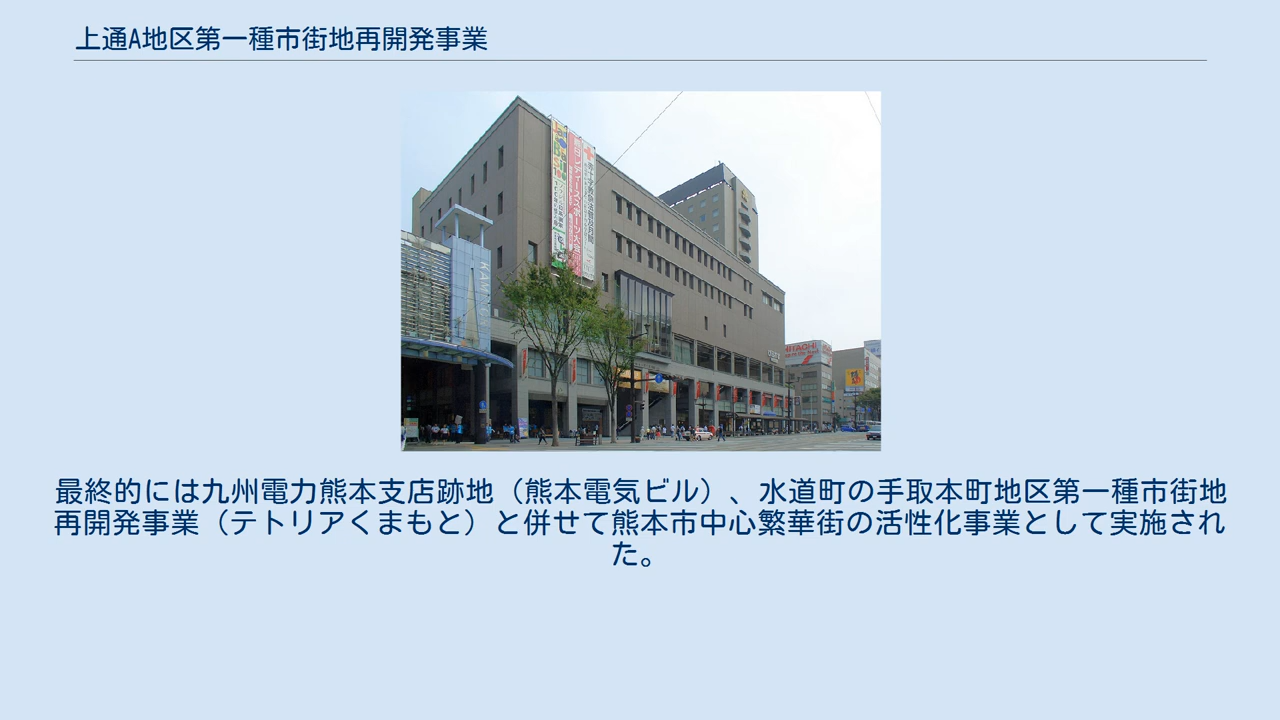 上通A地区第一種市街地再開発事業
HITACHI
最終的には九州電力熊本支店跡地（熊本電気ビル）、水道町の手取本町地区第一種市街地
再開発事業（テトリアくまもと）と併せて熊本市中心繁華街の活性化事業として実施され
た。